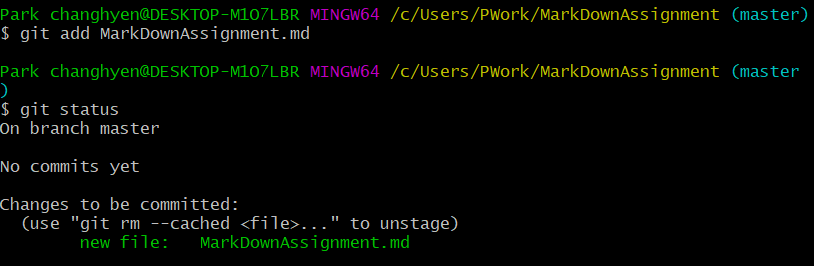 Park changhyen@DESKTOP-M1O7LBR MINGW64 /c/Users/PWork/MarkDownAssignment (master)
$ git add MarkDownAssignment.md
Park changhyen@DESKTOP-M1O7LBR MINGW64 /c/Users/PWork/MarkDownAssignment (master
)
$ git status
On branch master
No commits yet
Changes to be committed:
  (use "git rm --cached <file>..." to unstage)
        new file:   MarkDownAssignment.md